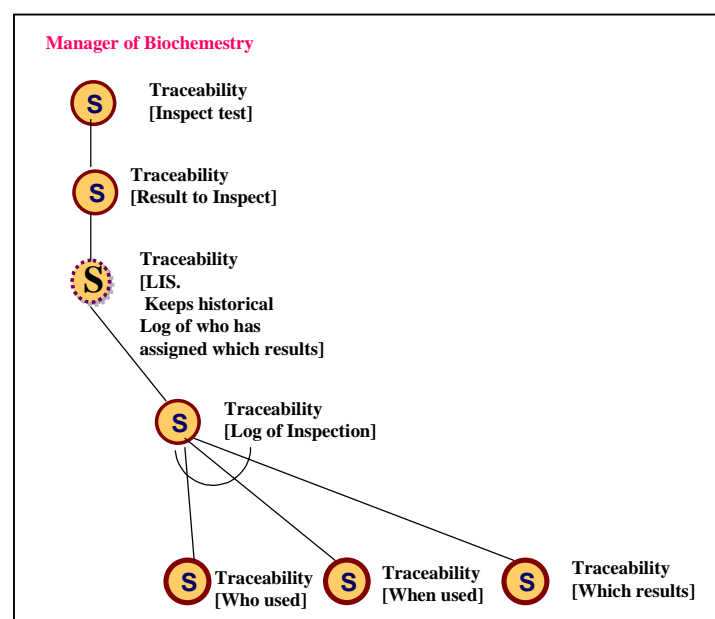 Manager of Biochemestry
S
Traceability
[Inspect test]
S
Traceability
[Result to Inspect]
S
Traceability
[LIS.
Keeps historical
Log of who has
assigned which results]
S
Traceability
[Log of Inspection]
S
Traceability
[Who used]
S
Traceability
[When used]
S
Traceability
[Which results]